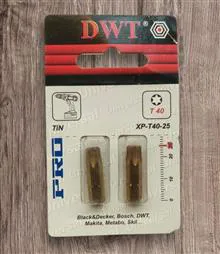 DWT
T 40
TiN
XP-T40-25
PRO
Black&Decker, Bosch, DWT,
Makita, Metabo, Skil...